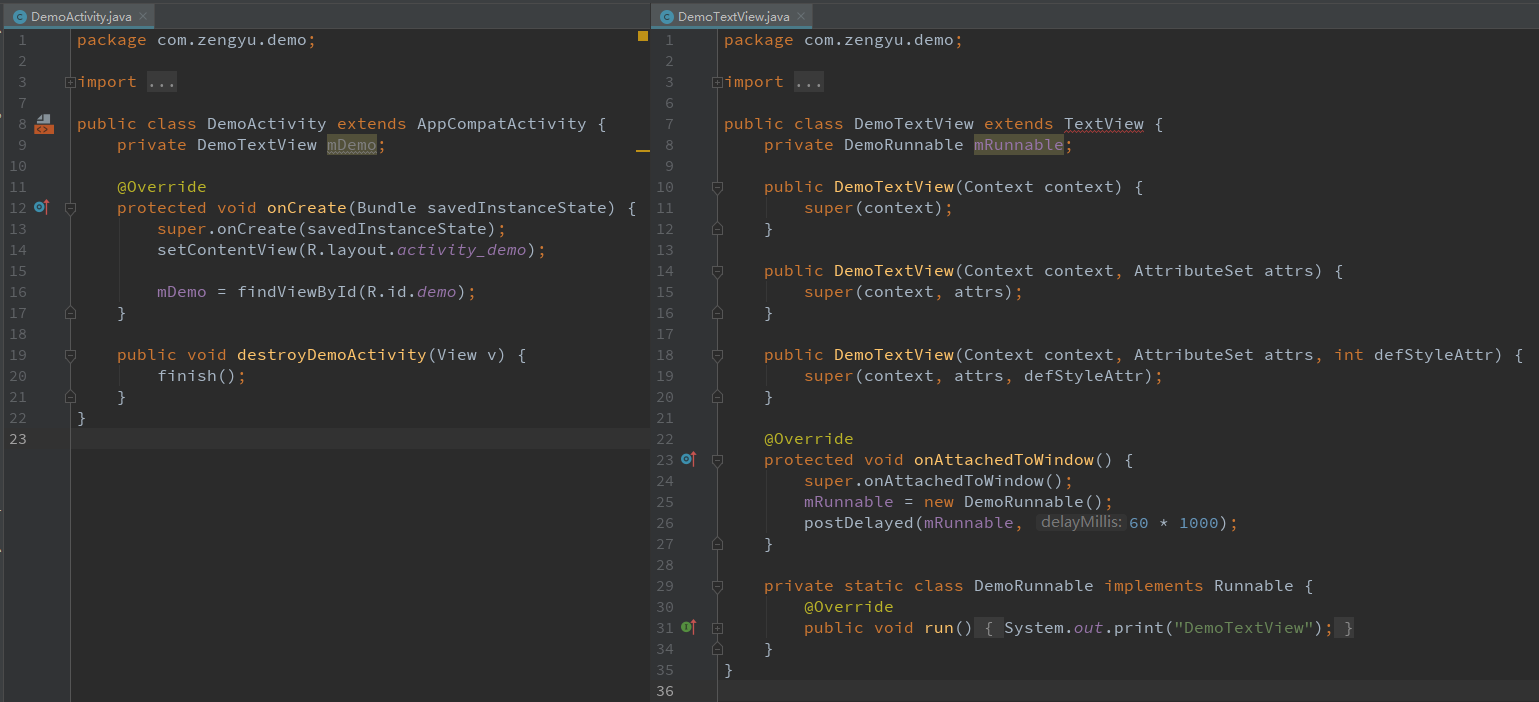 DemoActivity.java
1 package com.zengyu.demo;
2
3 import ...
7
8 public class DemoActivity extends AppCompatActivity {
9 private DemoTextView mDemo;
10
11 @Override
12 protected void onCreate(Bundle savedInstanceState) {
13 super.onCreate(savedInstanceState);
14 setContentView(R.layout.activity_demo);
15
16 mDemo = findViewById(R.id.demo);
17 }
18
19 public void destroyDemoActivity(View v) {
20 finish();
21 }
22 }
23
DemoTextView.java
1 package com.zengyu.demo;
2
3 import ...
6
7 public class DemoTextView extends TextView {
8 private DemoRunnable mRunnable;
9
10 public DemoTextView(Context context) {
11 super(context);
12 }
13
14 public DemoTextView(Context context, AttributeSet attrs) {
15 super(context, attrs);
16 }
17
18 public DemoTextView(Context context, AttributeSet attrs, int defStyleAttr) {
19 super(context, attrs, defStyleAttr);
20 }
21
22 @Override
23 protected void onAttachedToWindow() {
24 super.onAttachedToWindow();
25 mRunnable = new DemoRunnable();
26 postDelayed(mRunnable, delayMillis: 60 * 1000);
27 }
28
29 private static class DemoRunnable implements Runnable {
30 @Override
31 public void run() { System.out.print("DemoTextView"); }
34 }
35 }
36